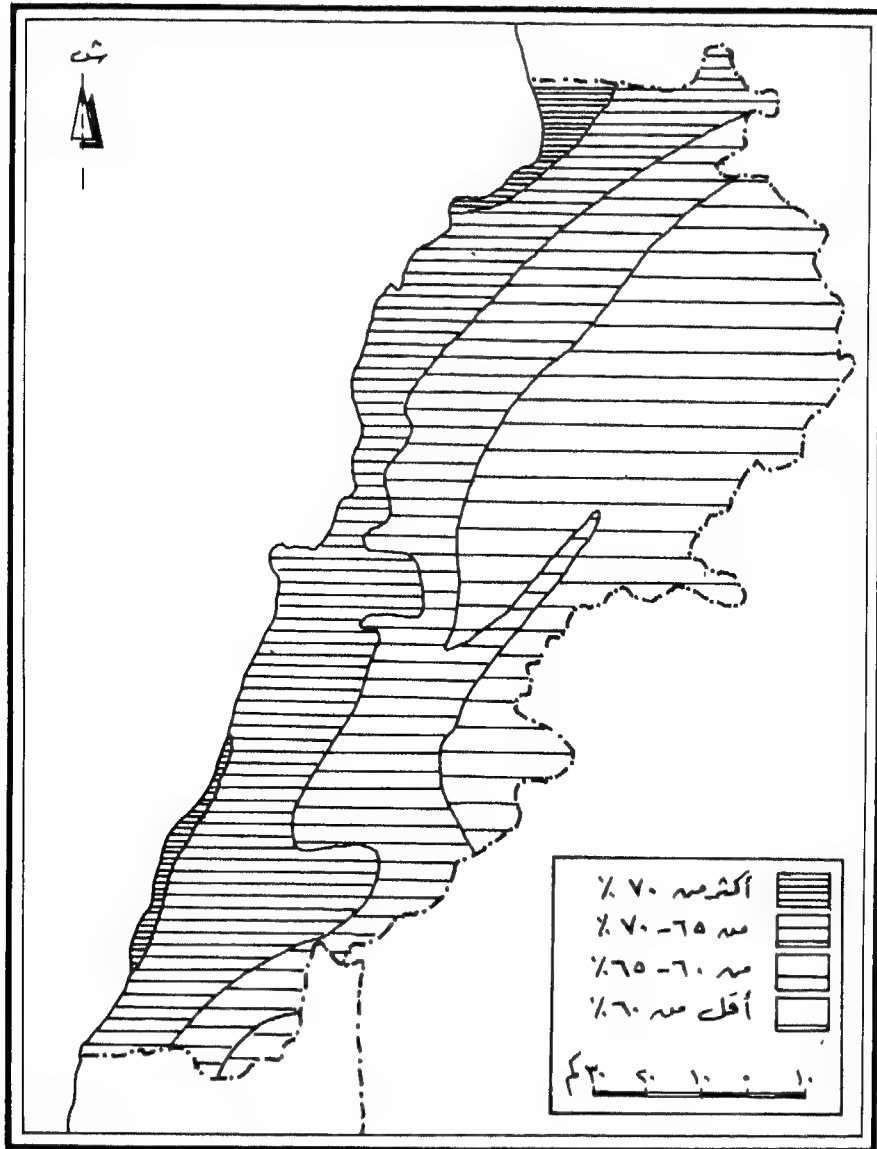 ش
أكثر من ٧٠ ٪
من ٦٥ - ٧٠ ٪
من ٦٠ - ٦٥ ٪
أقل من ٦٠ ٪
١٠ ٠ ١٠ ٢٠ ٣٠ كم